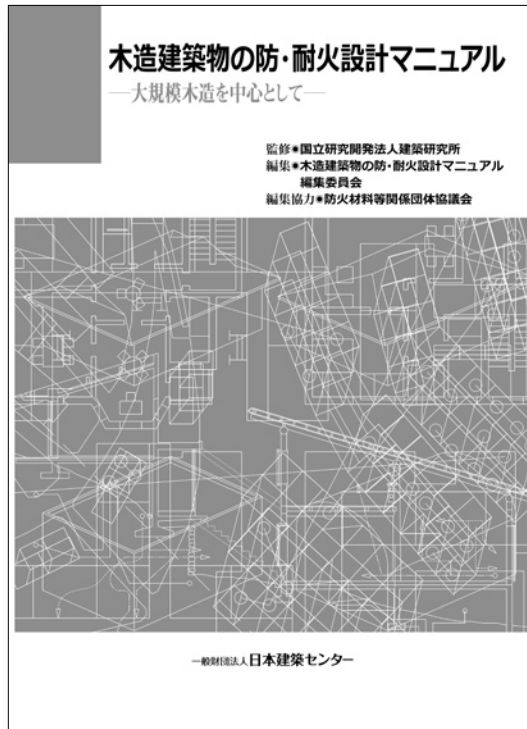 木造建築物の防・耐火設計マニュアル
―大規模木造を中心として―
監修●国立研究開発法人建築研究所
編集●木造建築物の防・耐火設計マニュアル
編集委員会
編集協力●防火材料等関係団体協議会
一般財団法人日本建築センター